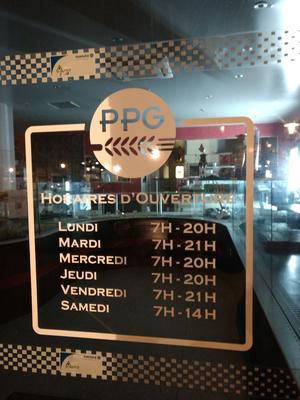 PPG
HORAIRES D'OUVERTURE
LUNDI 7H - 20H
MARDI 7H - 21H
MERCREDI 7H - 20H
JEUDI 7H - 20H
VENDREDI 7H - 21H
SAMEDI 7H - 14H